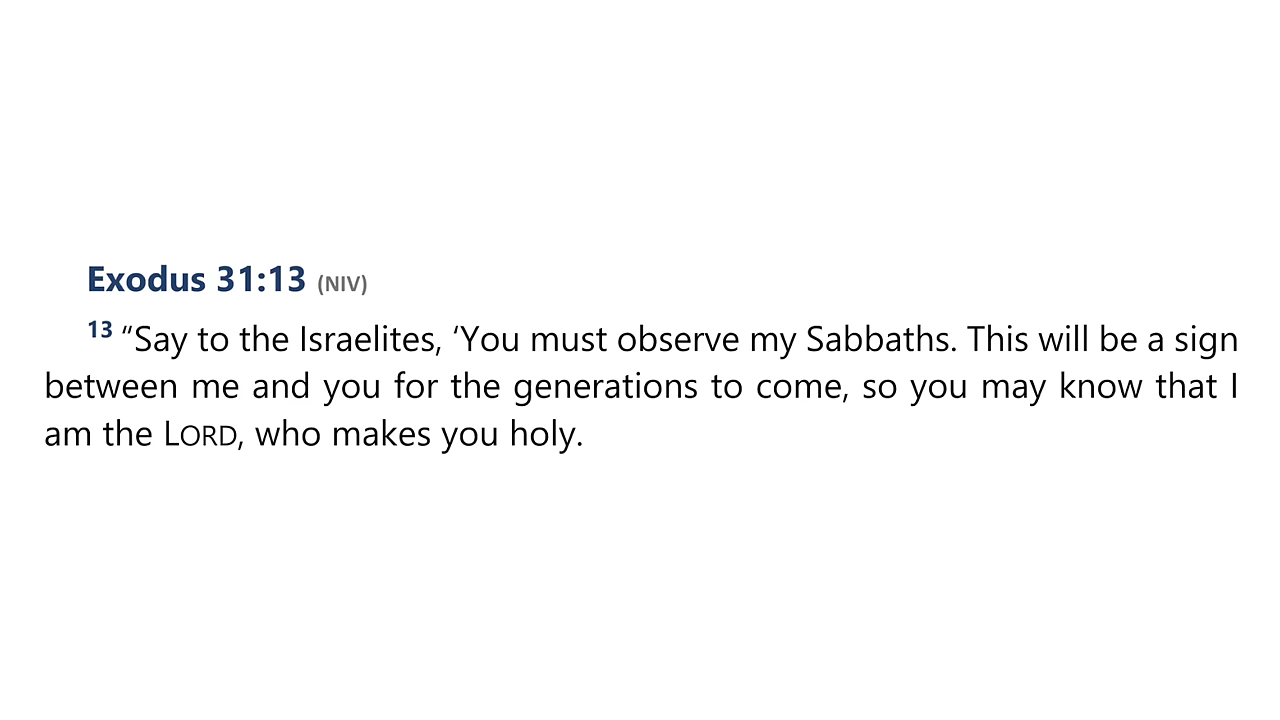 Exodus 31:13 (NIV)
13 “Say to the Israelites, ‘You must observe my Sabbaths. This will be a sign
between me and you for the generations to come, so you may know that I
am the LORD, who makes you holy.